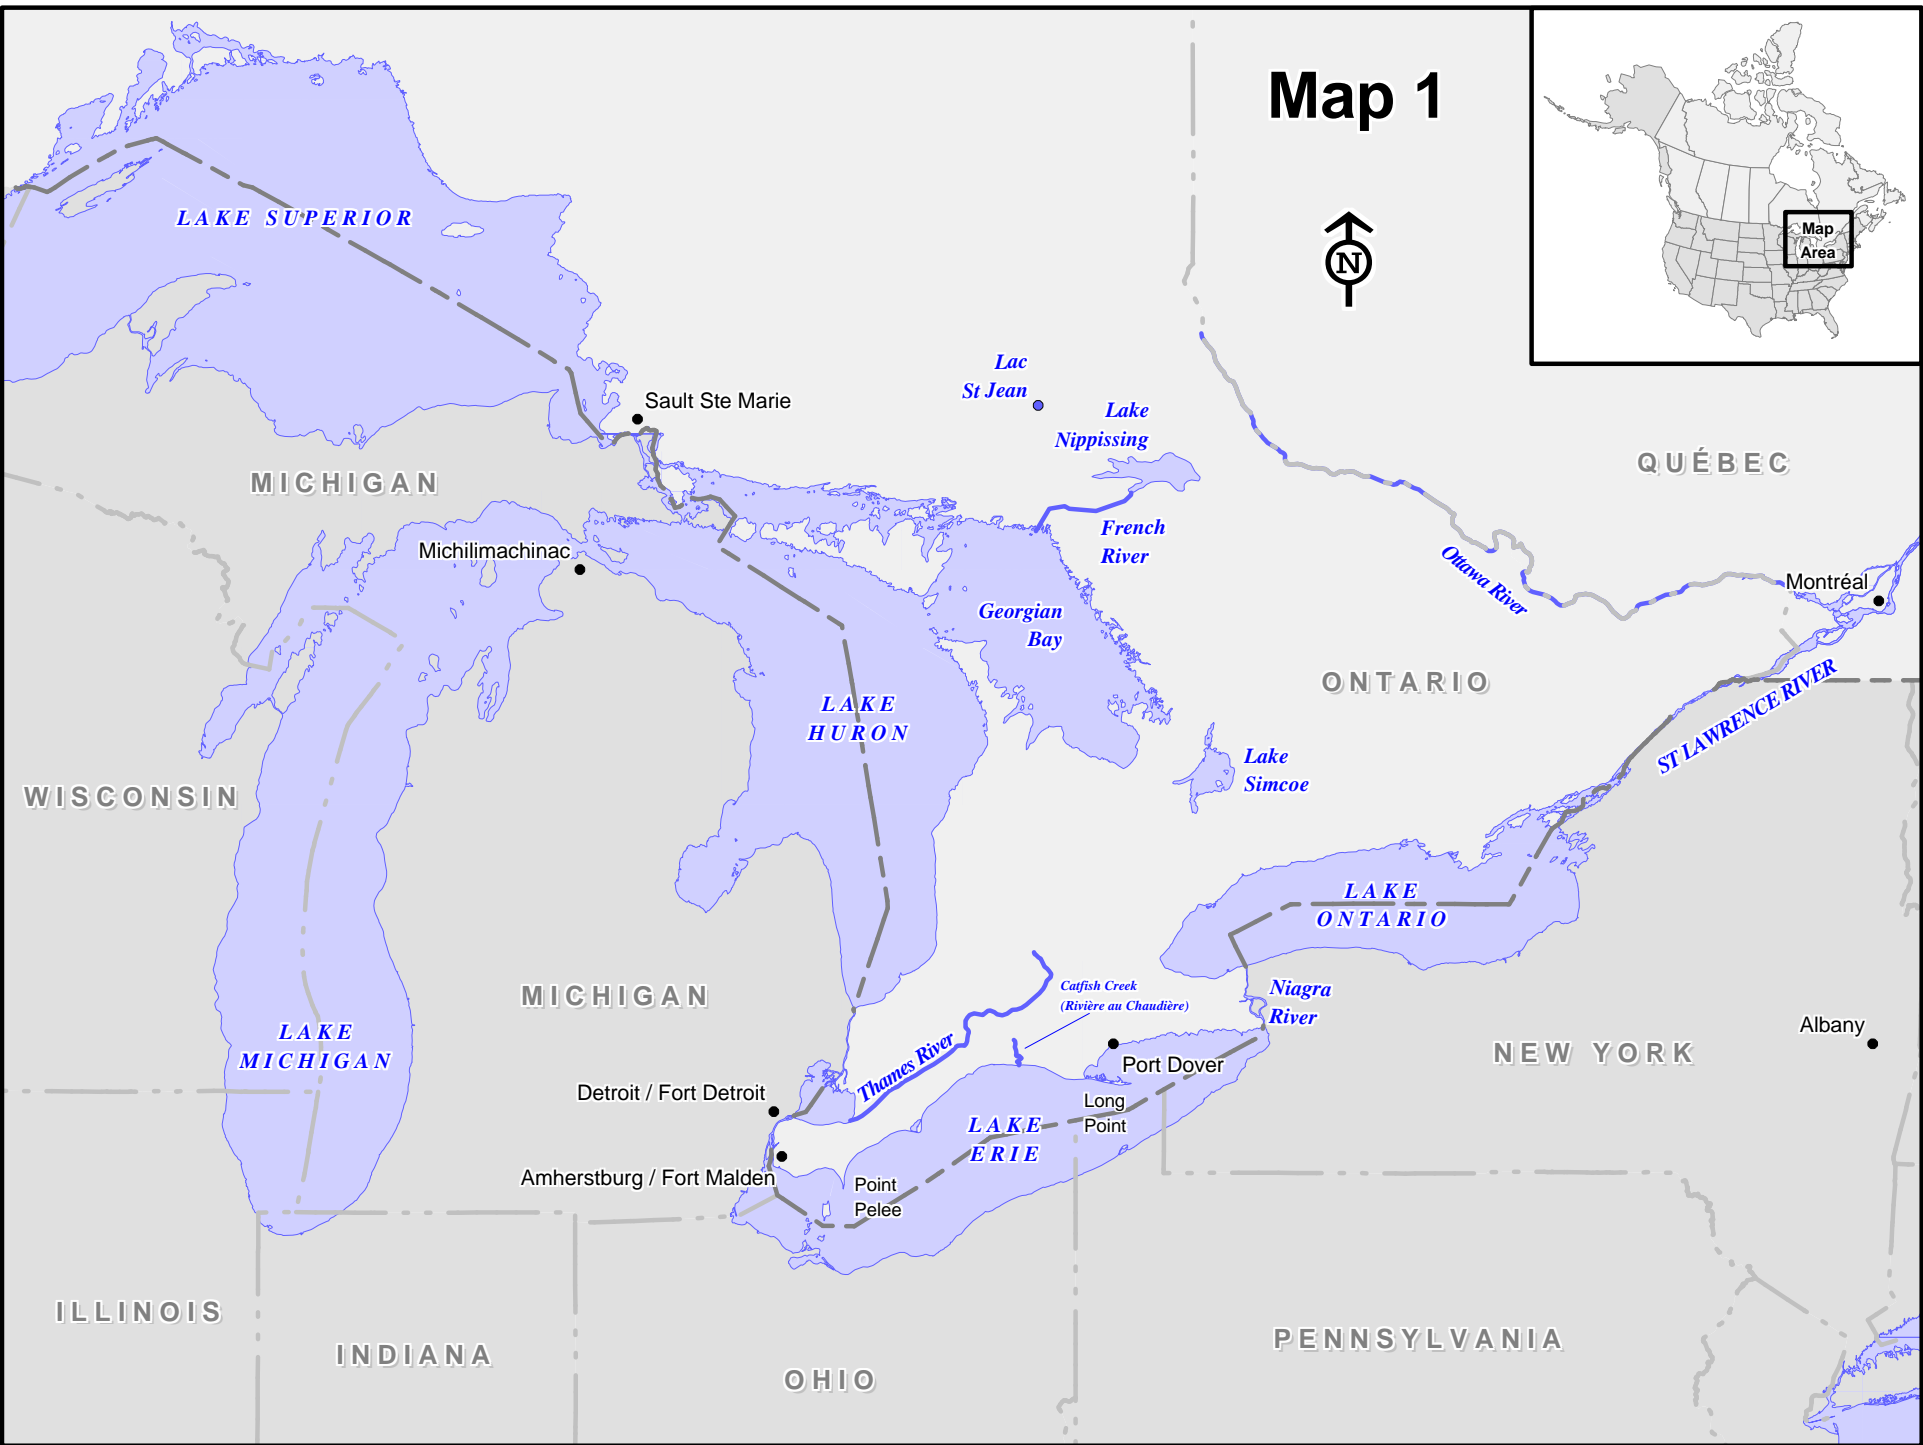 Map 1
Map
Area
N
LAKE SUPERIOR
Sault Ste Marie
Lac
St Jean
Lake
Nippissing
QUÉBEC
MICHIGAN
French
River
Michilimachinac
Ottawa River
Montréal
Georgian
Bay
ONTARIO
LAKE
HURON
ST LAWRENCE RIVER
Lake
Simcoe
WISCONSIN
LAKE
ONTARIO
MICHIGAN
Catfish Creek
(Rivière au Chaudière)
Niagra
River
LAKE
MICHIGAN
Albany
NEW YORK
Thames River
Port Dover
Detroit / Fort Detroit
Long
Point
LAKE
ERIE
Amherstburg / Fort Malden
Point
Pelee
ILLINOIS
INDIANA
OHIO
PENNSYLVANIA